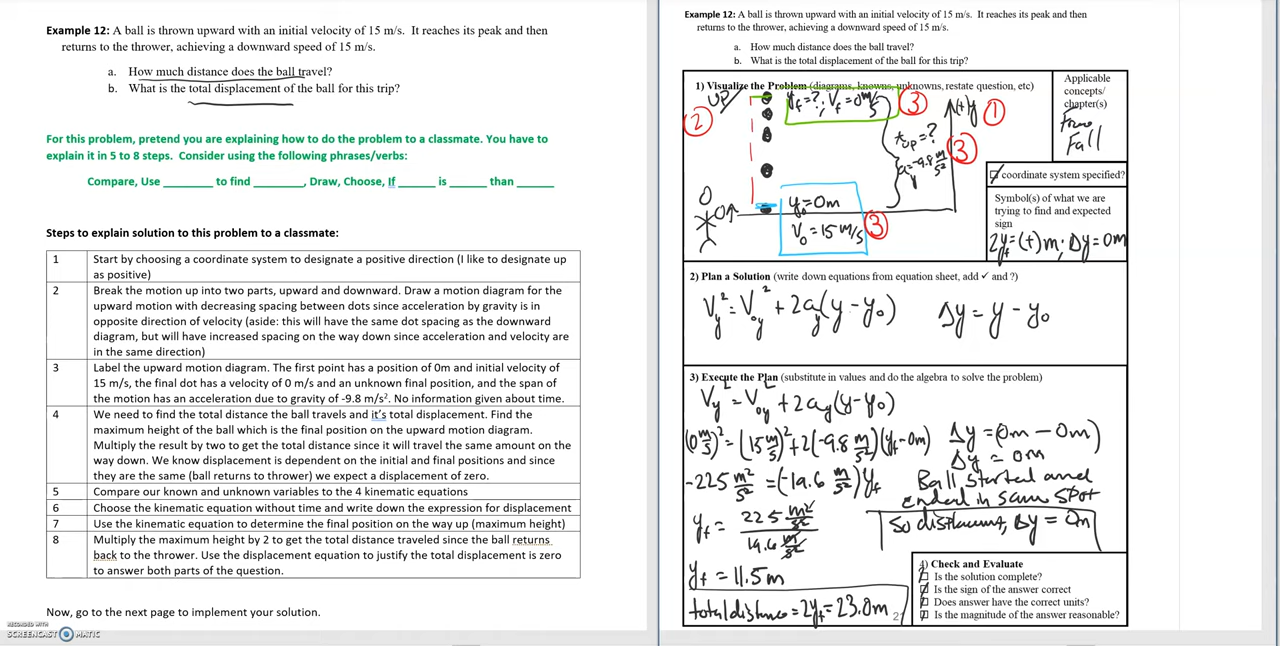 Example 12: A ball is thrown upward with an initial velocity of 15 m/s. It reaches its peak and then
returns to the thrower, achieving a downward speed of 15 m/s.
a. How much distance does the ball travel?
b. What is the total displacement of the ball for this trip?
For this problem, pretend you are explaining how to do the problem to a classmate. You have to
explain it in 5 to 8 steps. Consider using the following phrases/verbs:
Compare, Use ______ to find ______, Draw, Choose, If _____ is _____ than _____
Steps to explain solution to this problem to a classmate:
1 Start by choosing a coordinate system to designate a positive direction (I like to designate up
as positive)
2 Break the motion up into two parts, upward and downward. Draw a motion diagram for the
upward motion with decreasing spacing between dots since acceleration by gravity is in
opposite direction of velocity (aside: this will have the same dot spacing as the downward
diagram, but will have increased spacing on the way down since acceleration and velocity are
in the same direction)
3 Label the upward motion diagram. The first point has a position of 0m and initial velocity of
15 m/s, the final dot has a velocity of 0 m/s and an unknown final position, and the span of
the motion has an acceleration due to gravity of -9.8 m/s². No information given about time.
4 We need to find the total distance the ball travels and it's total displacement. Find the
maximum height of the ball which is the final position on the upward motion diagram.
Multiply the result by two to get the total distance since it will travel the same amount on the
way down. We know displacement is dependent on the initial and final positions and since
they are the same (ball returns to thrower) we expect a displacement of zero.
5 Compare our known and unknown variables to the 4 kinematic equations
6 Choose the kinematic equation without time and write down the expression for displacement
7 Use the kinematic equation to determine the final position on the way up (maximum height)
8 Multiply the maximum height by 2 to get the total distance traveled since the ball returns
back to the thrower. Use the displacement equation to justify the total displacement is zero
to answer both parts of the question.
Now, go to the next page to implement your solution.
RECORDED WITH
SCREENCAST O MATIC
Example 12: A ball is thrown upward with an initial velocity of 15 m/s. It reaches its peak and then
returns to the thrower, achieving a downward speed of 15 m/s.
a. How much distance does the ball travel?
b. What is the total displacement of the ball for this trip?
1) Visualize the Problem (diagrams, knowns, unknowns, restate question, etc)
UP
2
yf = ?; Vf = 0 m/s 3
(+)y 1
tup = ?
ay = -9.8 m/s² 3
y₀ = 0m
V₀ = 15 m/s 3
Applicable
concepts/
chapter(s)
Free
Fall
coordinate system specified?
Symbol(s) of what we are
trying to find and expected
sign
2yf = (+) m; Δy = 0m
2) Plan a Solution (write down equations from equation sheet, add ✓ and ?)
Vy² = V₀y² + 2ay(y - y₀) Δy = y - y₀
3) Execute the Plan (substitute in values and do the algebra to solve the problem)
Vy² = V₀y² + 2ay(y - y₀)
(0 m/s)² = (15 m/s)² + 2(-9.8 m/s²)(yf - 0m)
-225 m²/s² = (-19.6 m/s²) yf
yf = 225 m²/s² / 19.6 m/s²
yf = 11.5 m
total distance = 2yf = 23.0m
Δy = (0m - 0m)
Δy = 0m
Ball started and
ended in same spot
so displacement, Δy = 0m
4) Check and Evaluate
Is the solution complete?
Is the sign of the answer correct
Does answer have the correct units?
Is the magnitude of the answer reasonable?
2